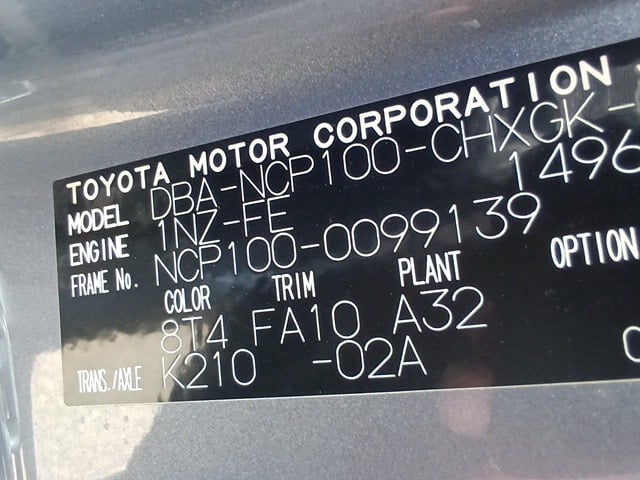 TOYOTA MOTOR CORPORATION
MODEL DBA-NCP100-CHXGK-
ENGINE 1NZ-FE 1496
FRAME No. NCP100-0099139
COLOR TRIM PLANT OPTION
8T4 FA10 A32
TRANS./AXLE K210 -02A